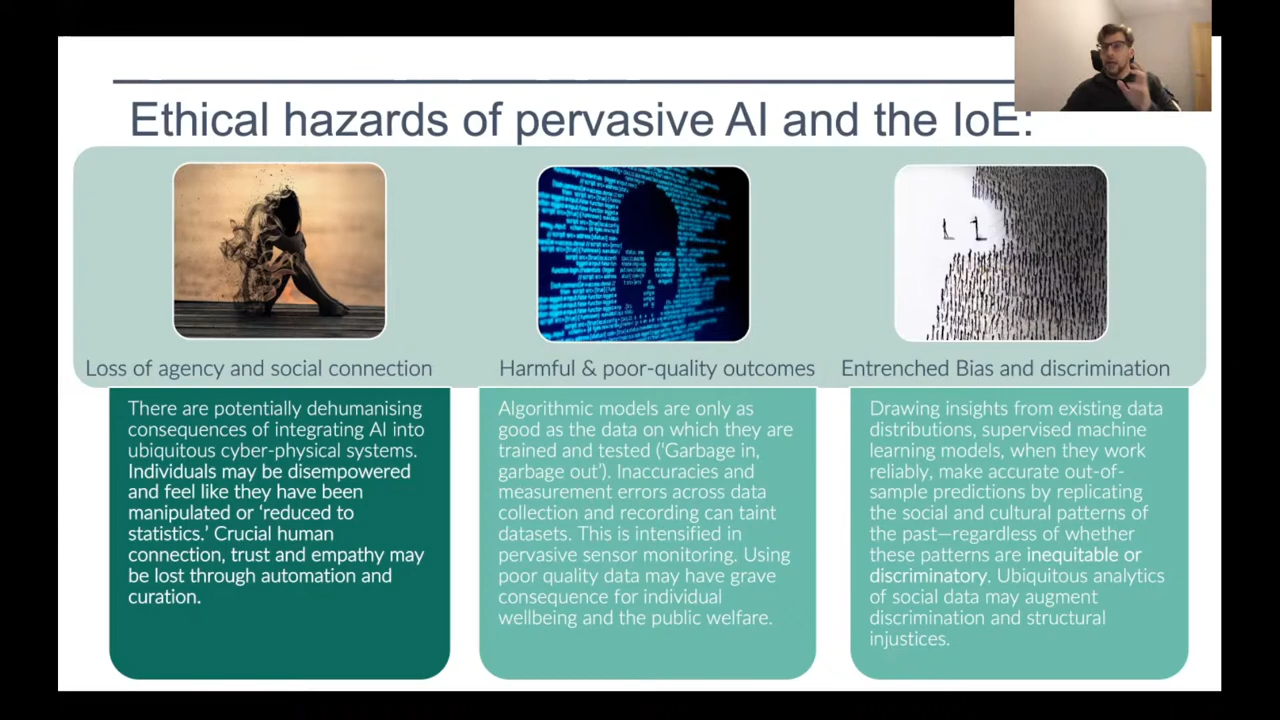 Ethical hazards of pervasive AI and the IoE:
Loss of agency and social connection
There are potentially dehumanising
consequences of integrating AI into
ubiquitous cyber-physical systems.
Individuals may be disempowered
and feel like they have been
manipulated or ‘reduced to
statistics.’ Crucial human
connection, trust and empathy may
be lost through automation and
curation.
Harmful & poor-quality outcomes
Algorithmic models are only as
good as the data on which they are
trained and tested (‘Garbage in,
garbage out’). Inaccuracies and
measurement errors across data
collection and recording can taint
datasets. This is intensified in
pervasive sensor monitoring. Using
poor quality data may have grave
consequence for individual
wellbeing and the public welfare.
Entrenched Bias and discrimination
Drawing insights from existing data
distributions, supervised machine
learning models, when they work
reliably, make accurate out-of-
sample predictions by replicating
the social and cultural patterns of
the past—regardless of whether
these patterns are inequitable or
discriminatory. Ubiquitous analytics
of social data may augment
discrimination and structural
injustices.